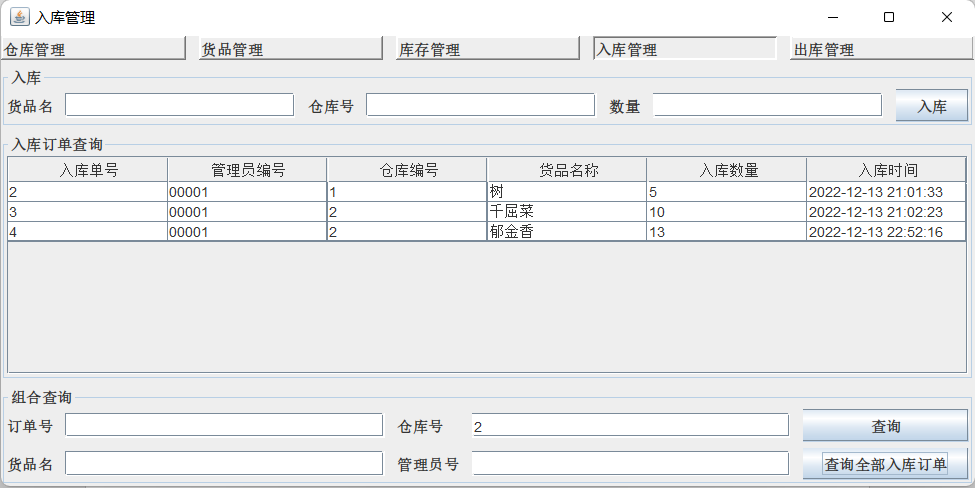 入库管理
仓库管理 货品管理 库存管理 入库管理 出库管理
入库
货品名 仓库号 数量 入库
入库订单查询
入库单号 管理员编号 仓库编号 货品名称 入库数量 入库时间
2 00001 1 树 5 2022-12-13 21:01:33
3 00001 2 千屈菜 10 2022-12-13 21:02:23
4 00001 2 郁金香 13 2022-12-13 22:52:16
组合查询
订单号 仓库号 2 查询
货品名 管理员号 查询全部入库订单